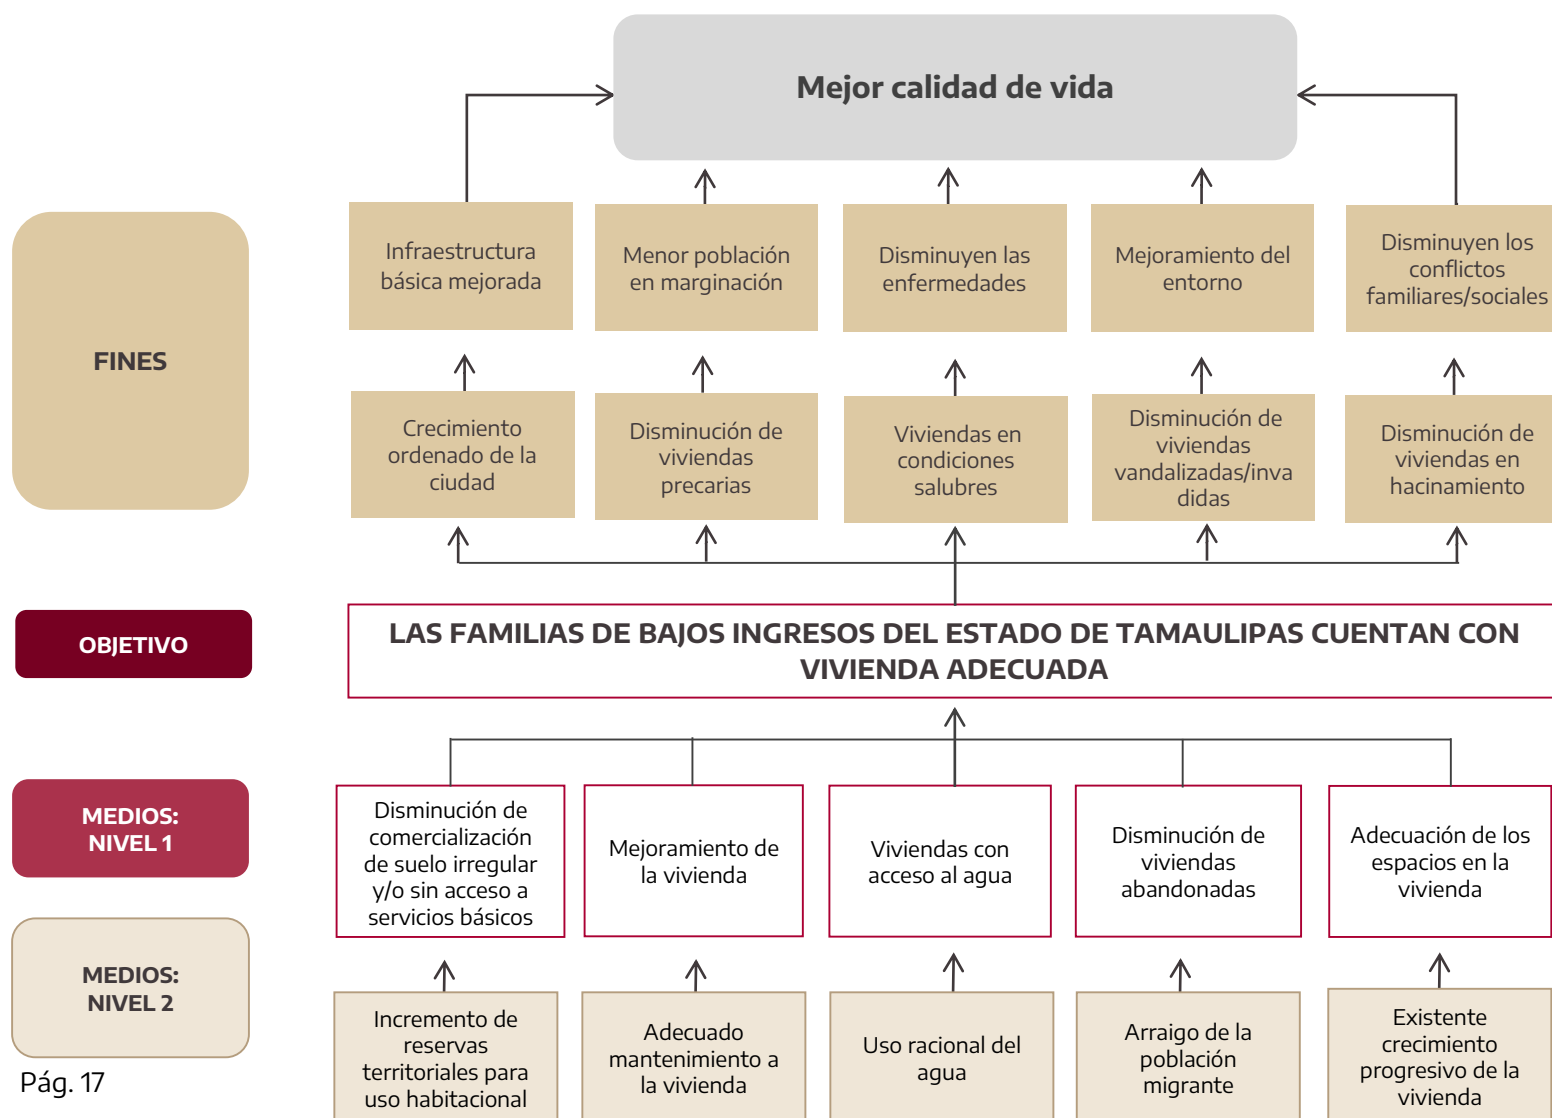 Mejor calidad de vida
FINES
Infraestructura
básica mejorada
Menor población
en marginación
Disminuyen las
enfermedades
Mejoramiento del
entorno
Disminuyen los
conflictos
familiares/sociales
Crecimiento
ordenado de la
ciudad
Disminución de
viviendas
precarias
Viviendas en
condiciones
salubres
Disminución de
viviendas
vandalizadas/inva
didas
Disminución de
viviendas en
hacinamiento
OBJETIVO
LAS FAMILIAS DE BAJOS INGRESOS DEL ESTADO DE TAMAULIPAS CUENTAN CON
VIVIENDA ADECUADA
MEDIOS:
NIVEL 1
Disminución de
comercialización
de suelo irregular
y/o sin acceso a
servicios básicos
Mejoramiento de
la vivienda
Viviendas con
acceso al agua
Disminución de
viviendas
abandonadas
Adecuación de los
espacios en la
vivienda
MEDIOS:
NIVEL 2
Incremento de
reservas
territoriales para
uso habitacional
Adecuado
mantenimiento a
la vivienda
Uso racional del
agua
Arraigo de la
población
migrante
Existente
crecimiento
progresivo de la
vivienda
Pág. 17